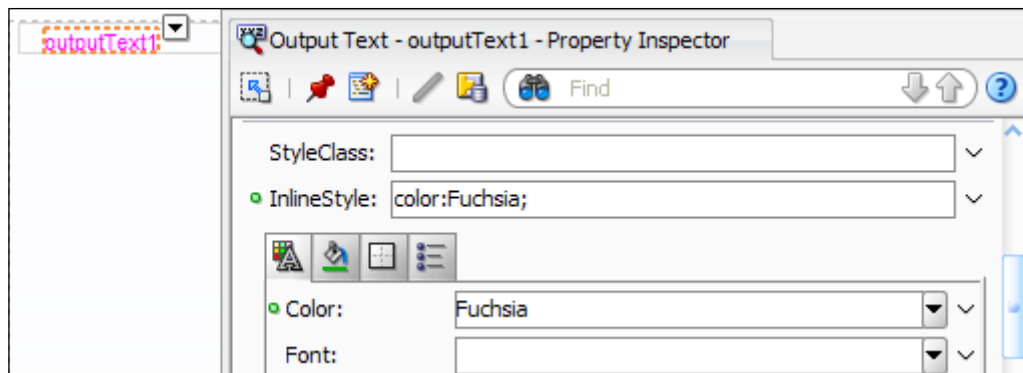 outputText1
Output Text - outputText1 - Property Inspector
Find
StyleClass:
InlineStyle: color:Fuchsia;
Color: Fuchsia
Font: